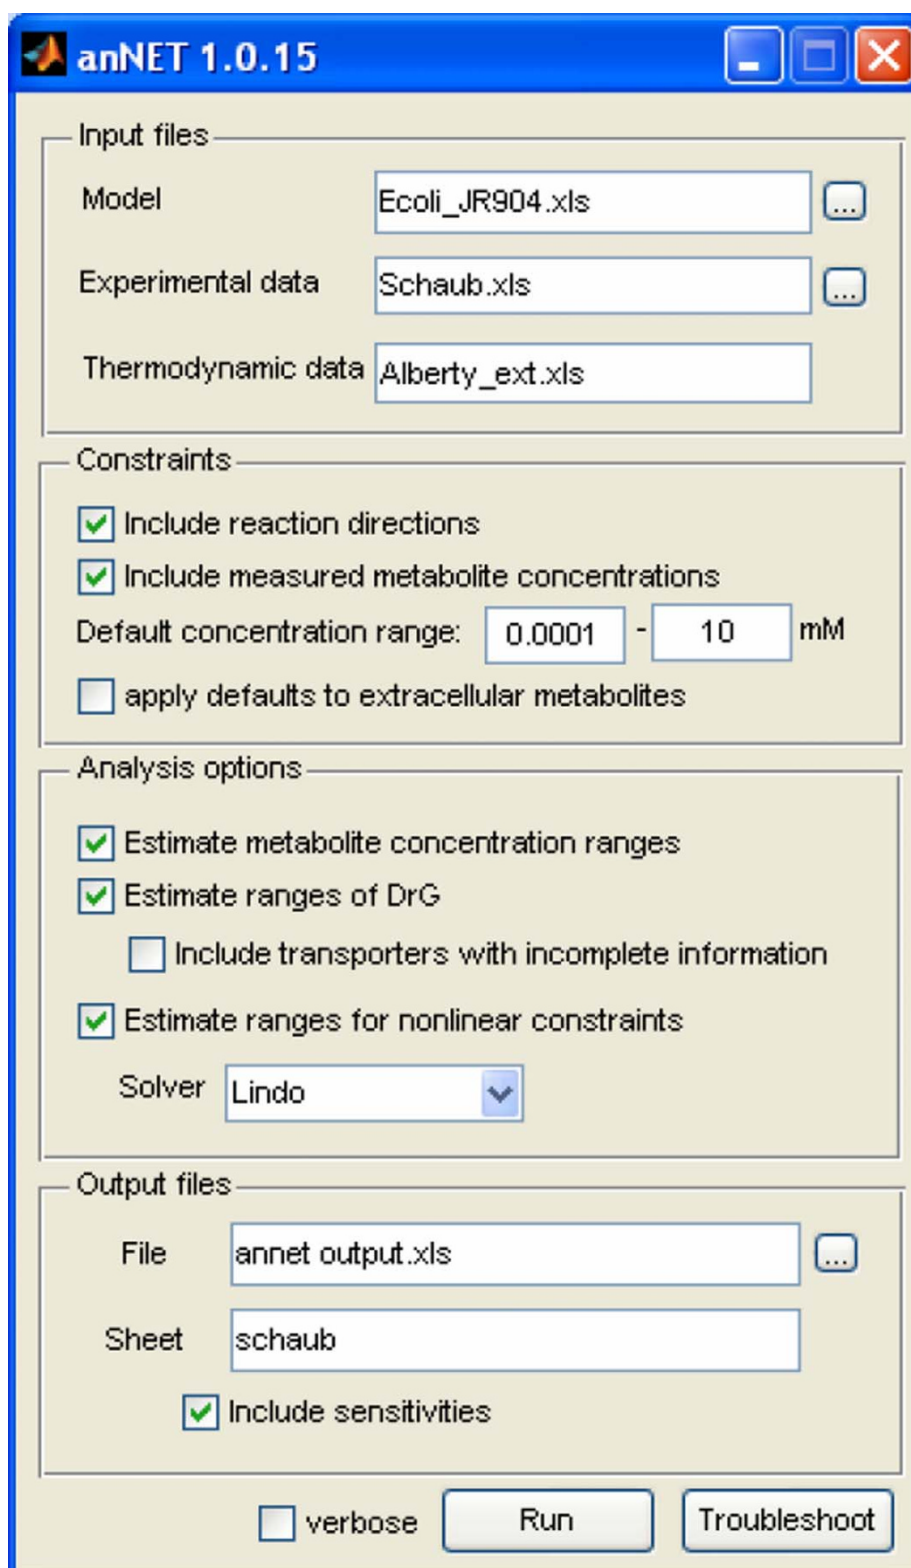 anNET 1.0.15
Input files
Model Ecoli_JR904.xls ...
Experimental data Schaub.xls ...
Thermodynamic data Alberty_ext.xls
Constraints
Include reaction directions
Include measured metabolite concentrations
Default concentration range: 0.0001 - 10 mM
apply defaults to extracellular metabolites
Analysis options
Estimate metabolite concentration ranges
Estimate ranges of DrG
Include transporters with incomplete information
Estimate ranges for nonlinear constraints
Solver Lindo
Output files
File annet output.xls ...
Sheet schaub
Include sensitivities
verbose Run Troubleshoot